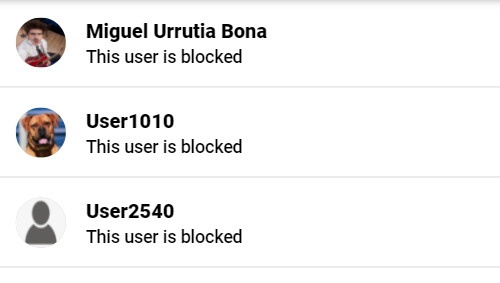 Miguel Urrutia Bona
This user is blocked
User1010
This user is blocked
User2540
This user is blocked